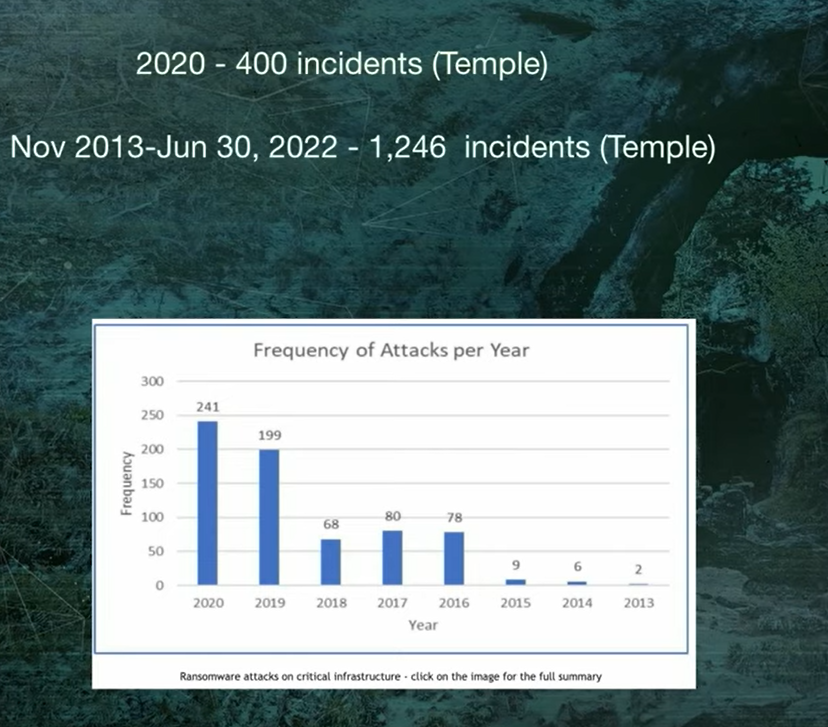 2020 - 400 incidents (Temple)
Nov 2013-Jun 30, 2022 - 1,246 incidents (Temple)
Frequency of Attacks per Year
300
250
200
150
100
50
0
Frequency
241
199
68
80
78
9
6
2
2020 2019 2018 2017 2016 2015 2014 2013
Year
Ransomware attacks on critical infrastructure - click on the image for the full summary